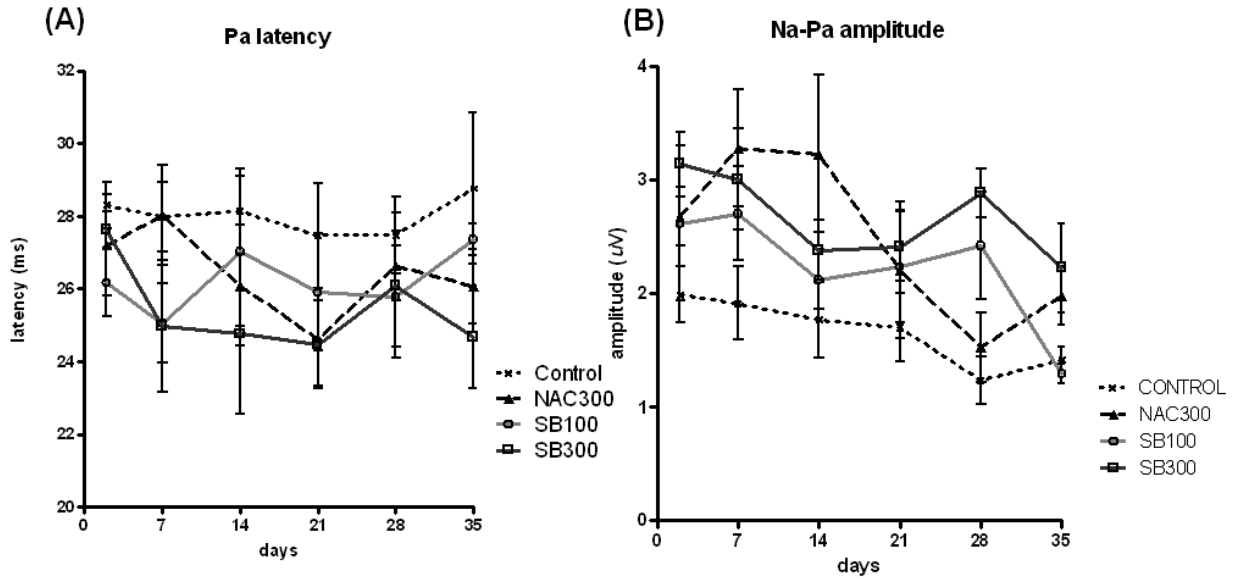 (A)
Pa latency
32
30
28
26
24
22
20
latency (ms)
0 7 14 21 28 35
days
Control
NAC300
SB100
SB300
(B)
Na-Pa amplitude
4
3
2
1
0
amplitude (uV)
0 7 14 21 28 35
days
CONTROL
NAC300
SB100
SB300